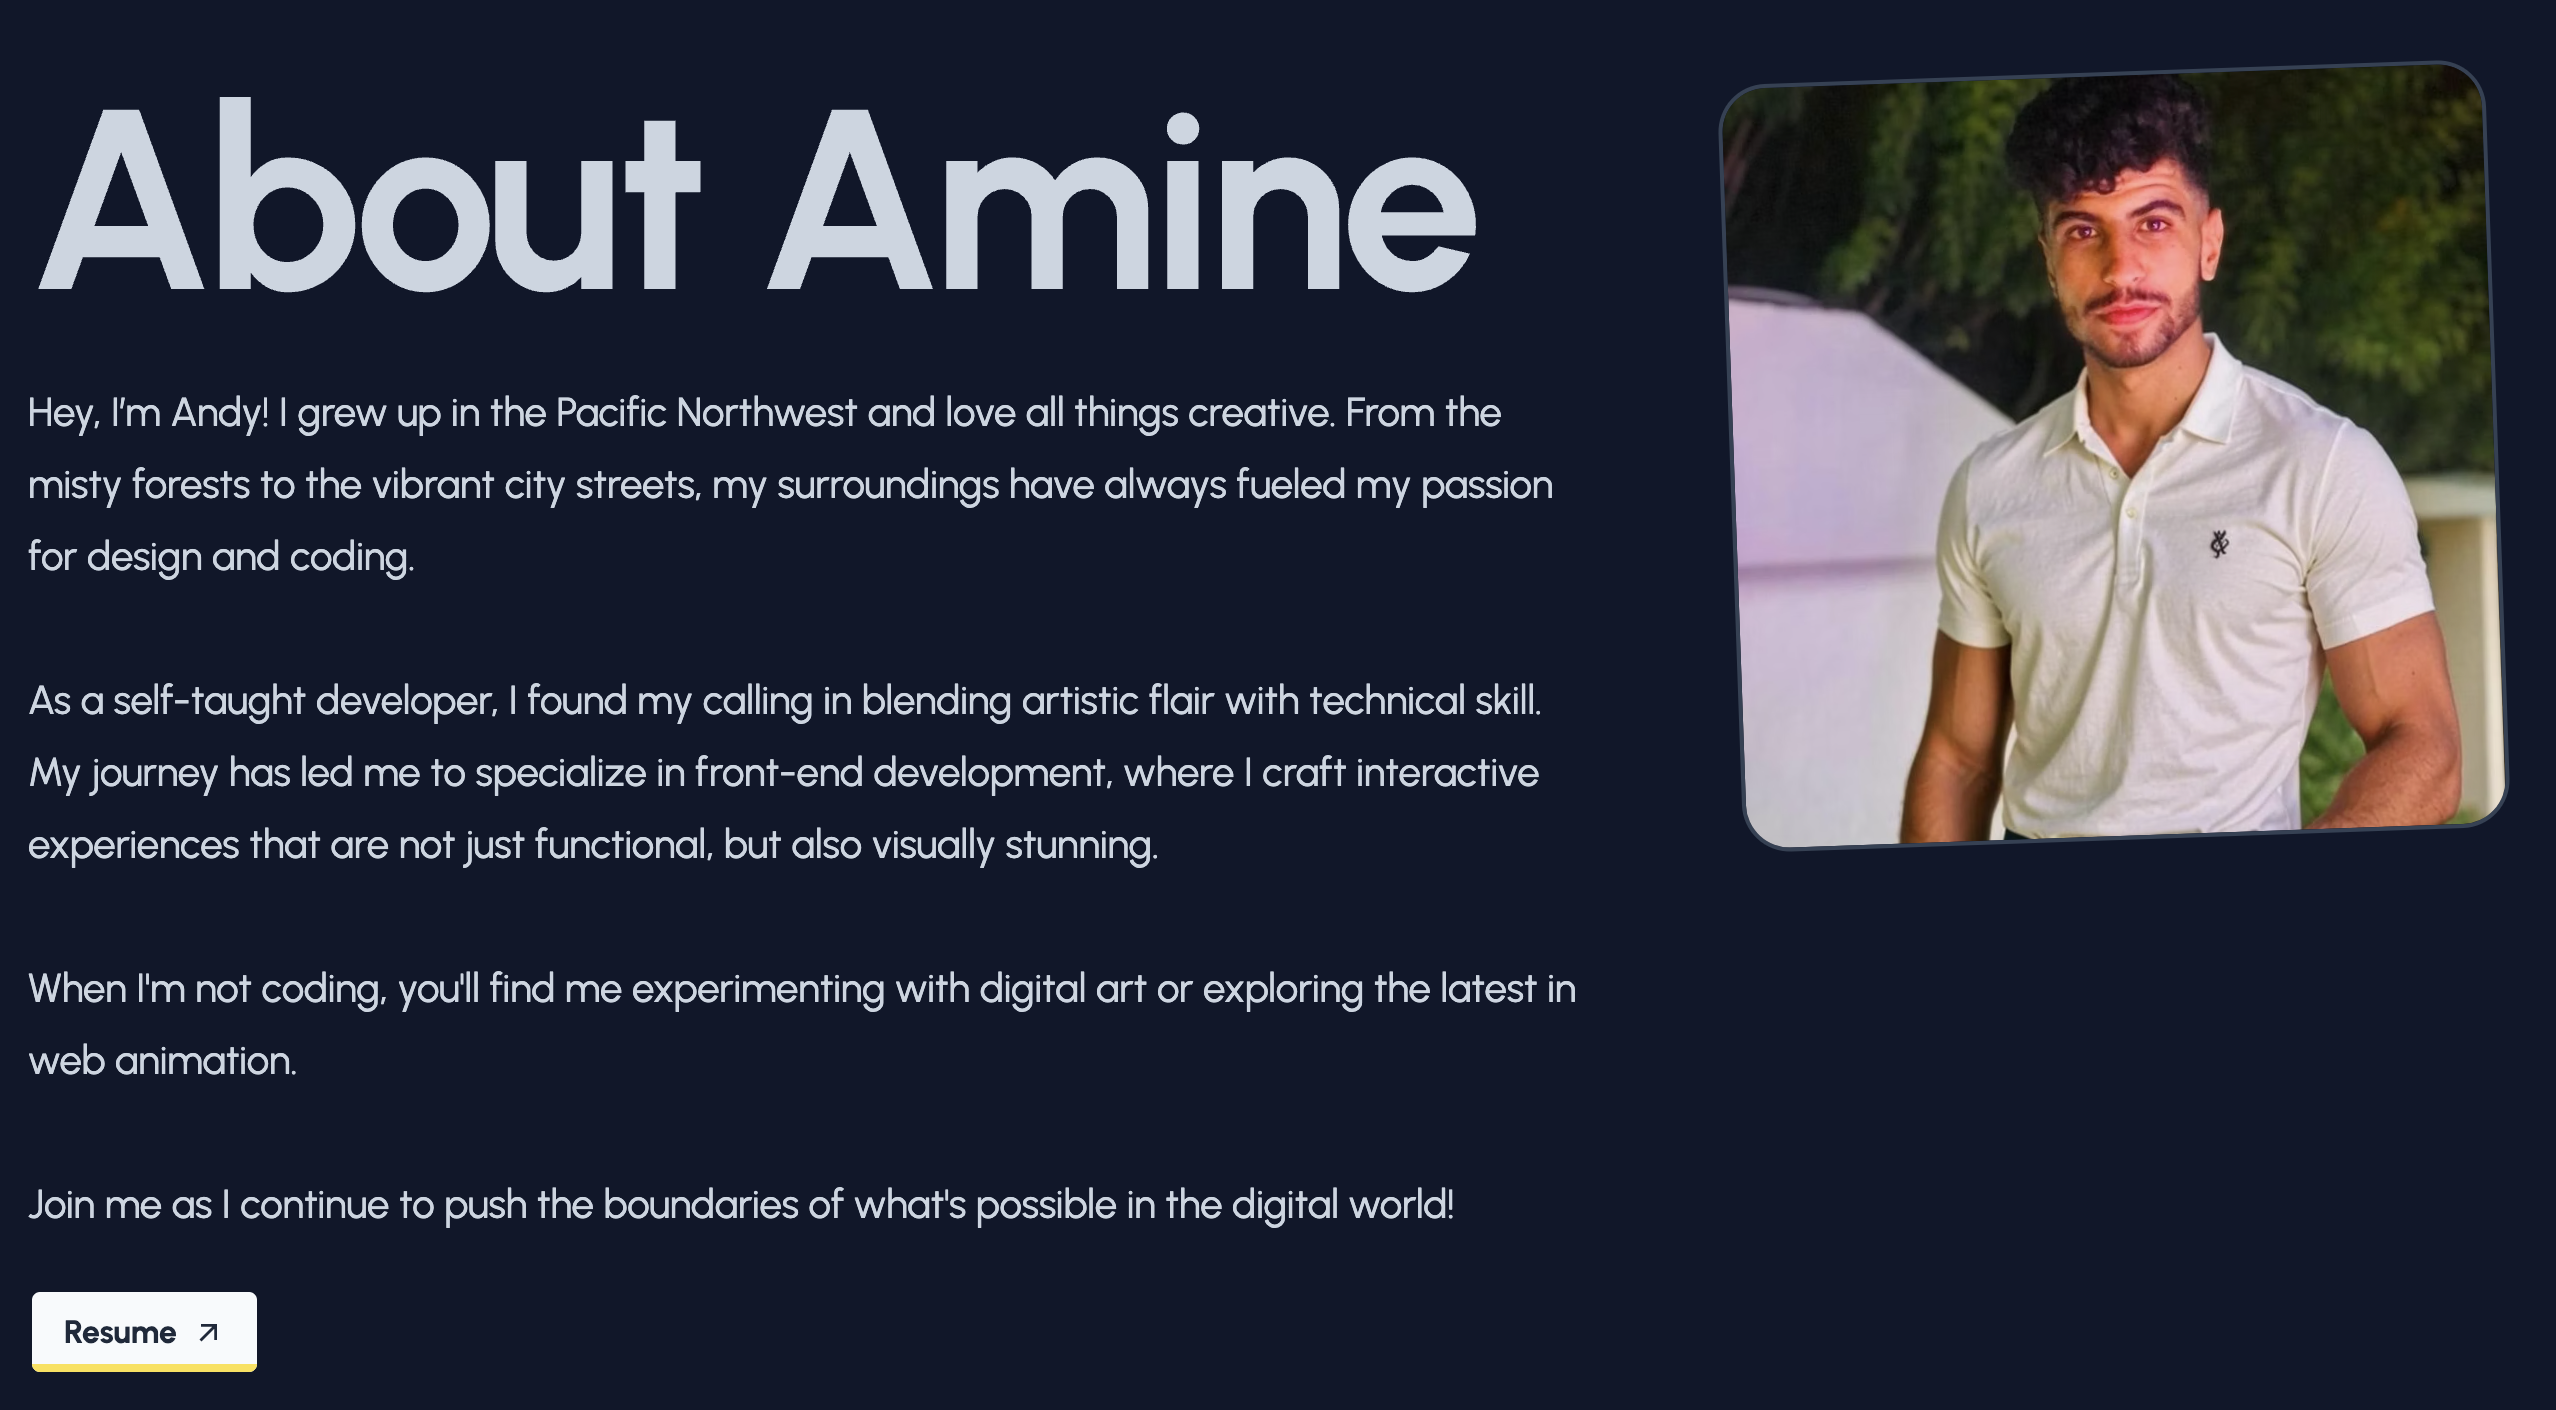 About Amine
Hey, I'm Andy! I grew up in the Pacific Northwest and love all things creative. From the
misty forests to the vibrant city streets, my surroundings have always fueled my passion
for design and coding.
As a self-taught developer, I found my calling in blending artistic flair with technical skill.
My journey has led me to specialize in front-end development, where I craft interactive
experiences that are not just functional, but also visually stunning.
When I'm not coding, you'll find me experimenting with digital art or exploring the latest in
web animation.
Join me as I continue to push the boundaries of what's possible in the digital world!
Resume